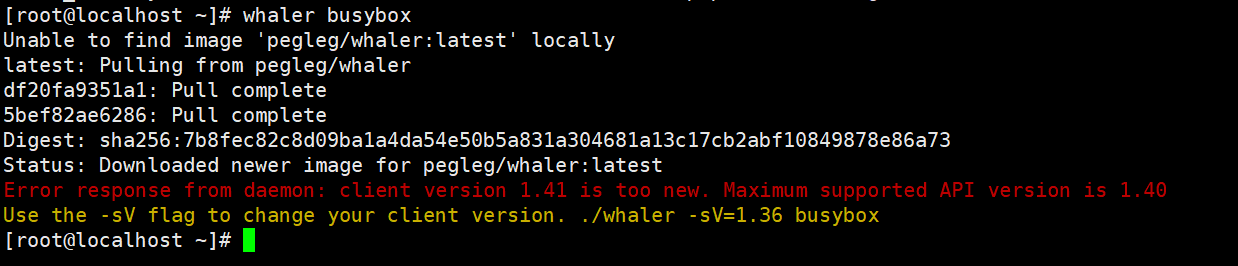 [root@localhost ~]# whaler busybox
Unable to find image 'pegleg/whaler:latest' locally
latest: Pulling from pegleg/whaler
df20fa9351a1: Pull complete
5bef82ae6286: Pull complete
Digest: sha256:7b8fec82c8d09ba1a4da54e50b5a831a304681a13c17cb2abf10849878e86a73
Status: Downloaded newer image for pegleg/whaler:latest
Error response from daemon: client version 1.41 is too new. Maximum supported API version is 1.40
Use the -sV flag to change your client version. ./whaler -sV=1.36 busybox
[root@localhost ~]#